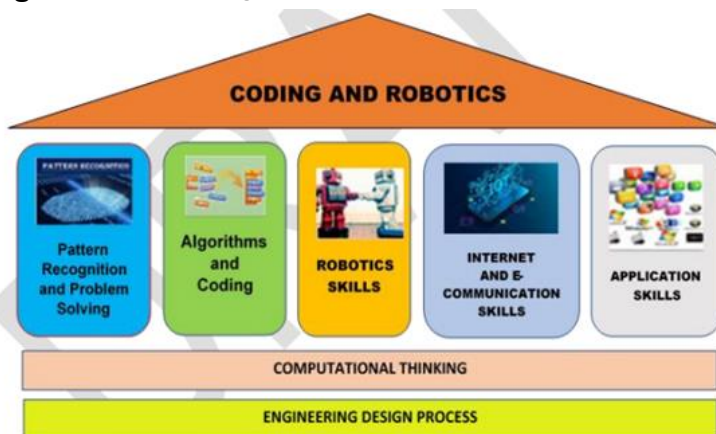 CODING AND ROBOTICS
PATTERN RECOGNITION
Pattern
Recognition
and Problem
Solving
Algorithms
and
Coding
ROBOTICS
SKILLS
INTERNET
AND E-
COMMUNICATION
SKILLS
APPLICATION
SKILLS
COMPUTATIONAL THINKING
ENGINEERING DESIGN PROCESS